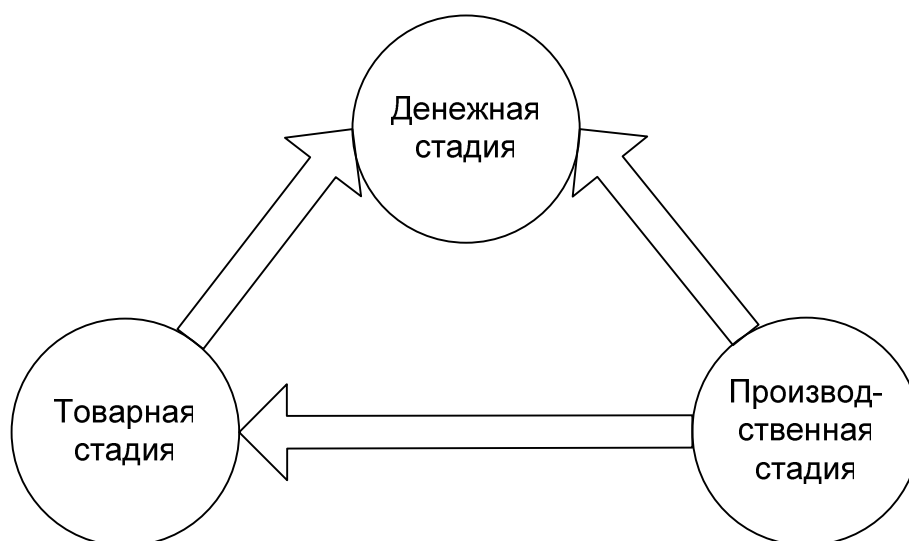 Денежная
стадия
Товарная
стадия
Производ-
ственная
стадия